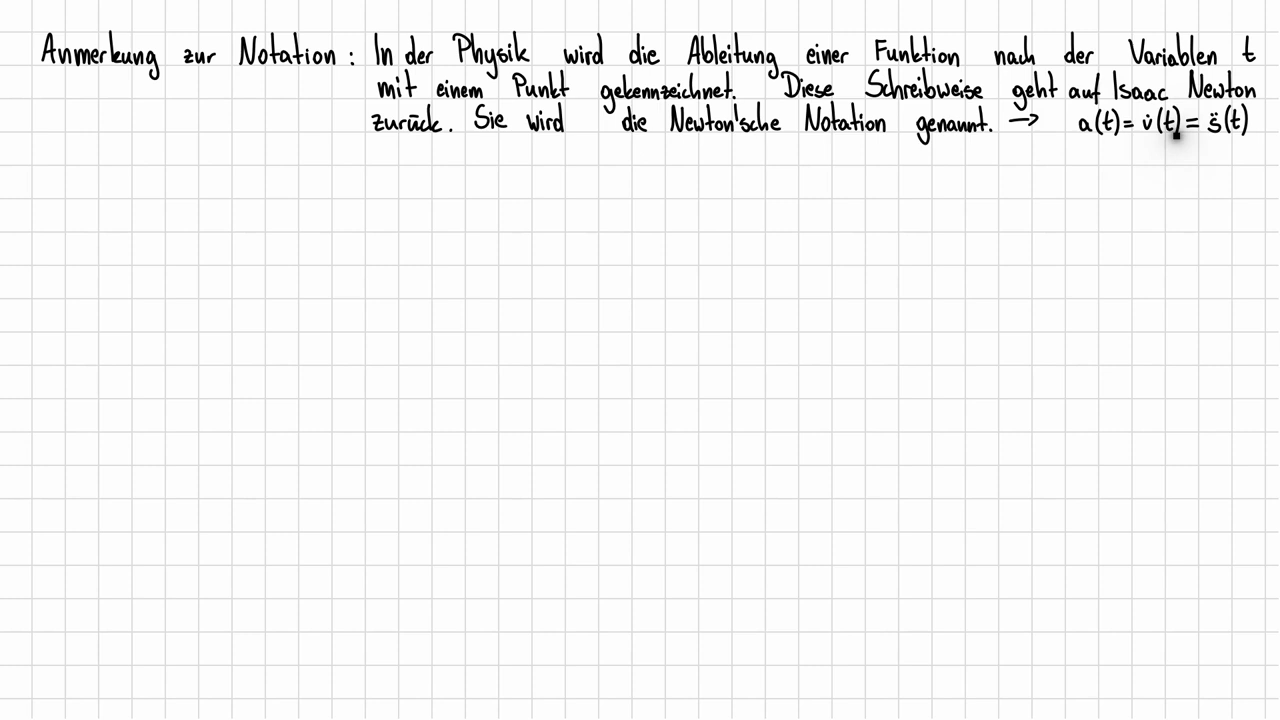 Anmerkung zur Notation: In der Physik wird die Ableitung einer Funktion nach der Variablen t
mit einem Punkt gekennzeichnet. Diese Schreibweise geht auf Isaac Newton
zurück. Sie wird die Newton'sche Notation genannt. → a(t) = v̇(t) = s̈(t)